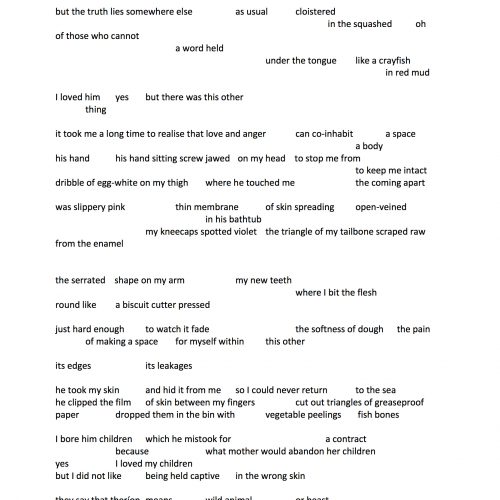 but the truth lies somewhere else as usual cloistered
in the squashed oh
of those who cannot
a word held
under the tongue like a crayfish
in red mud
I loved him yes but there was this other
thing
it took me a long time to realise that love and anger can co-inhabit a space
a body
his hand his hand sitting screw jawed on my head to stop me from
to keep me intact
dribble of egg-white on my thigh where he touched me the coming apart
was slippery pink thin membrane of skin spreading open-veined
in his bathtub
my kneecaps spotted violet the triangle of my tailbone scraped raw
from the enamel
the serrated shape on my arm my new teeth
where I bit the flesh
round like a biscuit cutter pressed
just hard enough to watch it fade the softness of dough the pain
of making a space for myself within this other
its edges its leakages
he took my skin and hid it from me so I could never return to the sea
he clipped the film of skin between my fingers cut out triangles of greaseproof
paper dropped them in the bin with vegetable peelings fish bones
I bore him children which he mistook for a contract
because what mother would abandon her children
yes I loved my children
but I did not like being held captive in the wrong skin
they say that theríon means wild animal or beast